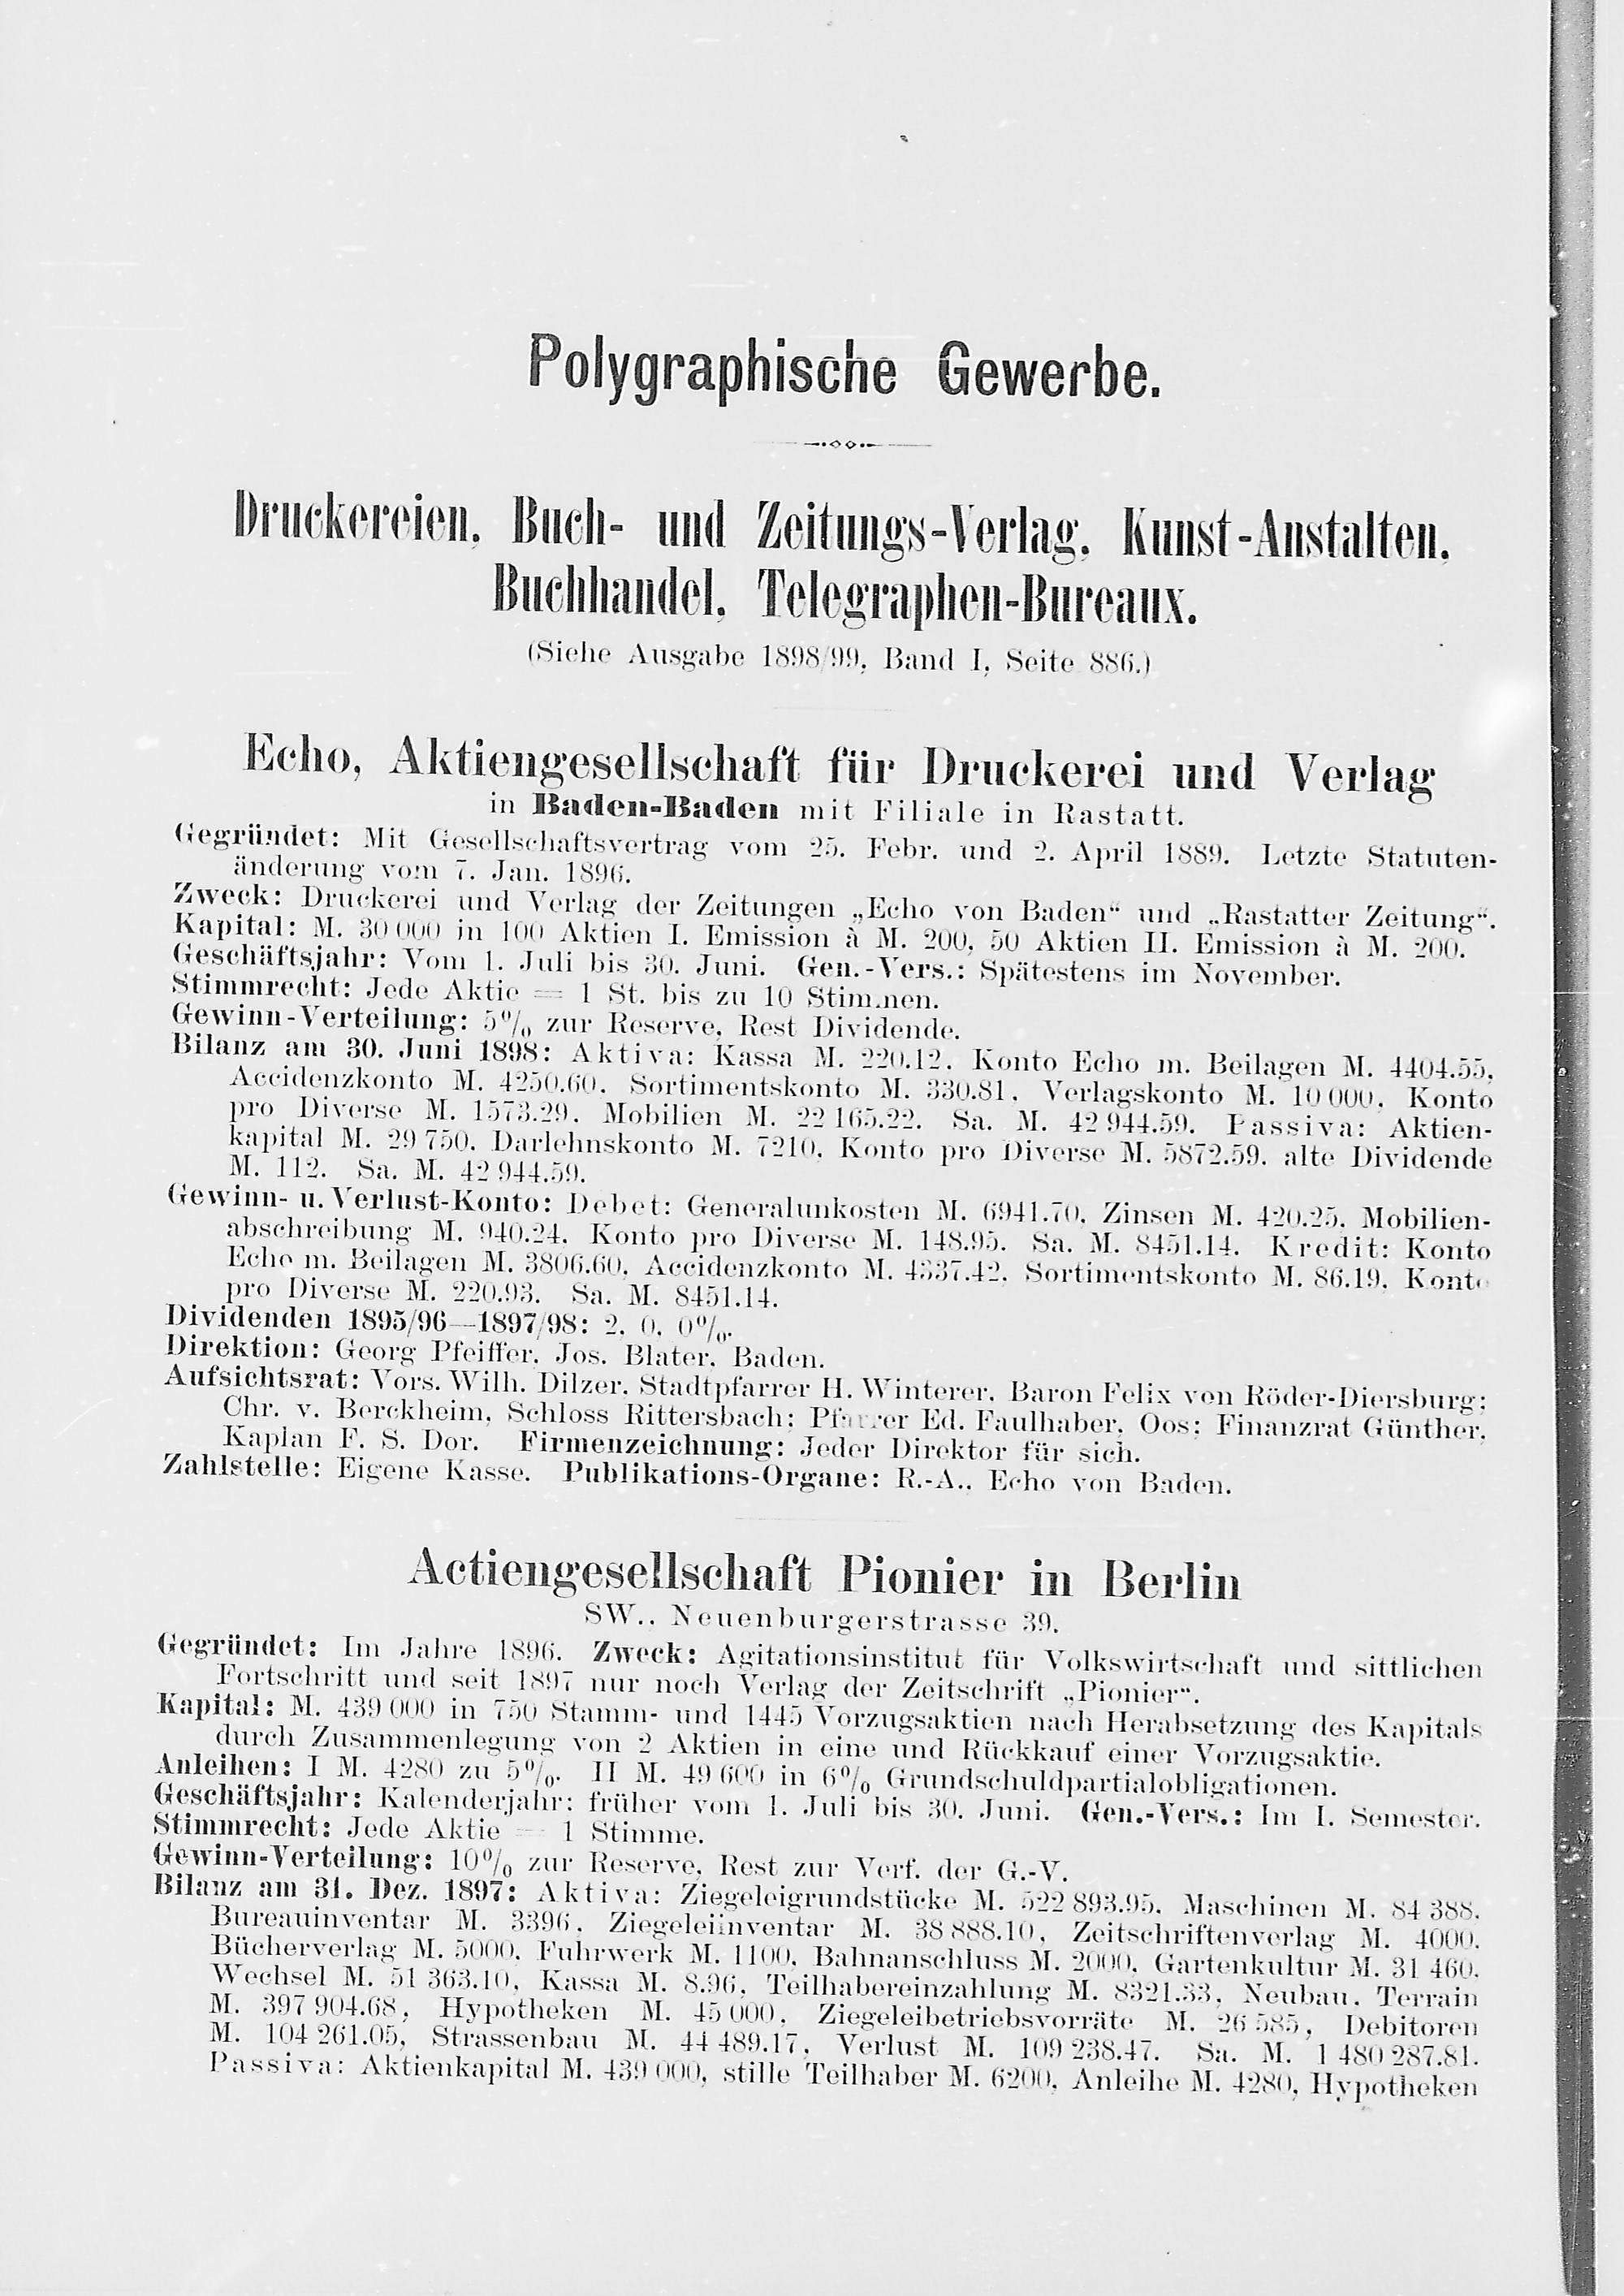 Polygraphische Gewerbe.
Druckereien, Buch- und Zeitungs-Verlag, Kunst-Anstalten,
Buchhandel, Telegraphen-Bureaux.
(Siehe Ausgabe 1898/99, Band I, Seite 886.)
Echo, Aktiengesellschaft für Druckerei und Verlag
in Baden-Baden mit Filiale in Rastatt.
Gegründet: Mit Gesellschaftsvertrag vom 25. Febr. und 2. April 1889. Letzte Statuten-
änderung vom 7. Jan. 1896.
Zweck: Druckerei und Verlag der Zeitungen „Echo von Baden“ und „Rastatter Zeitung“.
Kapital: M. 30 000 in 100 Aktien I. Emission à M. 200, 50 Aktien II. Emission à M. 200.
Geschäftsjahr: Vom 1. Juli bis 30. Juni. Gen.-Vers.: Spätestens im November.
Stimmrecht: Jede Aktie = 1 St. bis zu 10 Stimmen.
Gewinn-Verteilung: 5% zur Reserve, Rest Dividende.
Bilanz am 30. Juni 1898: Aktiva: Kassa M. 220.12, Konto Echo m. Beilagen M. 4404.55,
Accidenzkonto M. 4250.60, Sortimentskonto M. 330.81, Verlagskonto M. 10 000, Konto
pro Diverse M. 1573.29, Mobilien M. 22 165.22. Sa. M. 42 944.59. Passiva: Aktien-
kapital M. 29 750, Darlehnskonto M. 7210, Konto pro Diverse M. 5872.59, alte Dividende
M. 112. Sa. M. 42 944.59.
Gewinn- u. Verlust-Konto: Debet: Generalunkosten M. 6941.70, Zinsen M. 420.25, Mobilien-
abschreibung M. 940.24, Konto pro Diverse M. 148.95. Sa. M. 8451.14. Kredit: Konto
Echo m. Beilagen M. 3806.60, Accidenzkonto M. 4337.42, Sortimentskonto M. 86.19, Konto
pro Diverse M. 220.93. Sa. M. 8451.14.
Dividenden 1895/96—1897/98: 2, 0, 0%.
Direktion: Georg Pfeiffer, Jos. Blater, Baden.
Aufsichtsrat: Vors. Wilh. Dilzer, Stadtpfarrer H. Winterer, Baron Felix von Röder-Diersburg;
Chr. v. Berckheim, Schloss Rittersbach; Pfarrer Ed. Faulhaber, Oos; Finanzrat Günther,
Kaplan F. S. Dor. Firmenzeichnung: Jeder Direktor für sich.
Zahlstelle: Eigene Kasse. Publikations-Organe: R.-A., Echo von Baden.
Actiengesellschaft Pionier in Berlin
SW., Neuenburgerstrasse 39.
Gegründet: Im Jahre 1896. Zweck: Agitationsinstitut für Volkswirtschaft und sittlichen
Fortschritt und seit 1897 nur noch Verlag der Zeitschrift „Pionier“.
Kapital: M. 439 000 in 750 Stamm- und 1445 Vorzugsaktien nach Herabsetzung des Kapitals
durch Zusammenlegung von 2 Aktien in eine und Rückkauf einer Vorzugsaktie.
Anleihen: I M. 4280 zu 5%. II M. 49 600 in 6% Grundschuldpartialobligationen.
Geschäftsjahr: Kalenderjahr; früher vom 1. Juli bis 30. Juni. Gen.-Vers.: Im I. Semester.
Stimmrecht: Jede Aktie = 1 Stimme.
Gewinn-Verteilung: 10% zur Reserve, Rest zur Verf. der G.-V.
Bilanz am 31. Dez. 1897: Aktiva: Ziegeleigrundstücke M. 522 893.95, Maschinen M. 84 388,
Bureauinventar M. 3396, Ziegeleiinventar M. 38 888.10, Zeitschriftenverlag M. 4000,
Bücherverlag M. 5000, Fuhrwerk M. 1100, Bahnanschluss M. 2000, Gartenkultur M. 31 460,
Wechsel M. 51 363.10, Kassa M. 8.96, Teilhabereinzahlung M. 8321.33, Neubau, Terrain
M. 397 904.68, Hypotheken M. 45 000, Ziegeleibetriebsvorräte M. 26 585, Debitoren
M. 104 261.05, Strassenbau M. 44 489.17, Verlust M. 109 238.47. Sa. M. 1 480 287.81.
Passiva: Aktienkapital M. 439 000, stille Teilhaber M. 6200, Anleihe M. 4280, Hypotheken